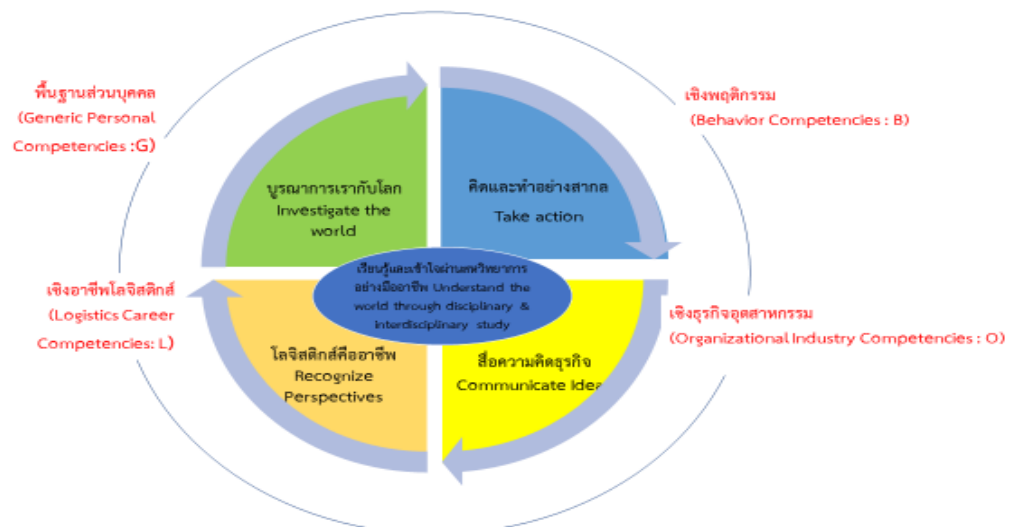 พื้นฐานส่วนบุคคล
(Generic Personal
Competencies :G)
เชิงพฤติกรรม
(Behavior Competencies : B)
บูรณาการเรากับโลก
Investigate the
world
คิดและทำอย่างสากล
Take action
เรียนรู้และเข้าใจผ่านสหวิทยาการ
อย่างมืออาชีพ Understand the
world through disciplinary &
interdisciplinary study
เชิงอาชีพโลจิสติกส์
(Logistics Career
Competencies: L)
เชิงธุรกิจอุตสาหกรรม
(Organizational Industry Competencies : O)
โลจิสติกส์คืออาชีพ
Recognize
Perspectives
สื่อความคิดธุรกิจ
Communicate Idea